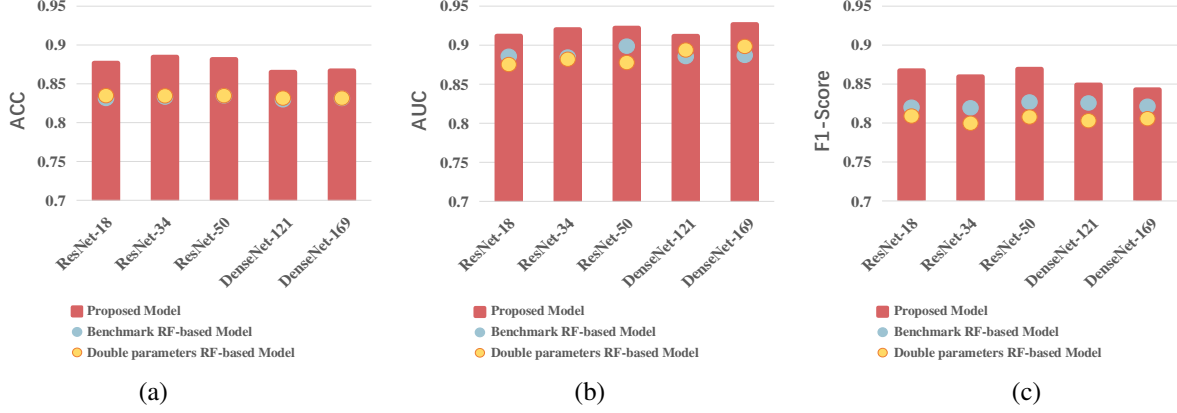 0.95
0.9
0.85
0.8
0.75
0.7
ACC
ResNet-18
ResNet-34
ResNet-50
DenseNet-121
DenseNet-169
Proposed Model
Benchmark RF-based Model
Double parameters RF-based Model
(a)
0.95
0.9
0.85
0.8
0.75
0.7
AUC
ResNet-18
ResNet-34
ResNet-50
DenseNet-121
DenseNet-169
Proposed Model
Benchmark RF-based Model
Double parameters RF-based Model
(b)
0.95
0.9
0.85
0.8
0.75
0.7
F1-Score
ResNet-18
ResNet-34
ResNet-50
DenseNet-121
DenseNet-169
Proposed Model
Benchmark RF-based Model
Double parameters RF-based Model
(c)